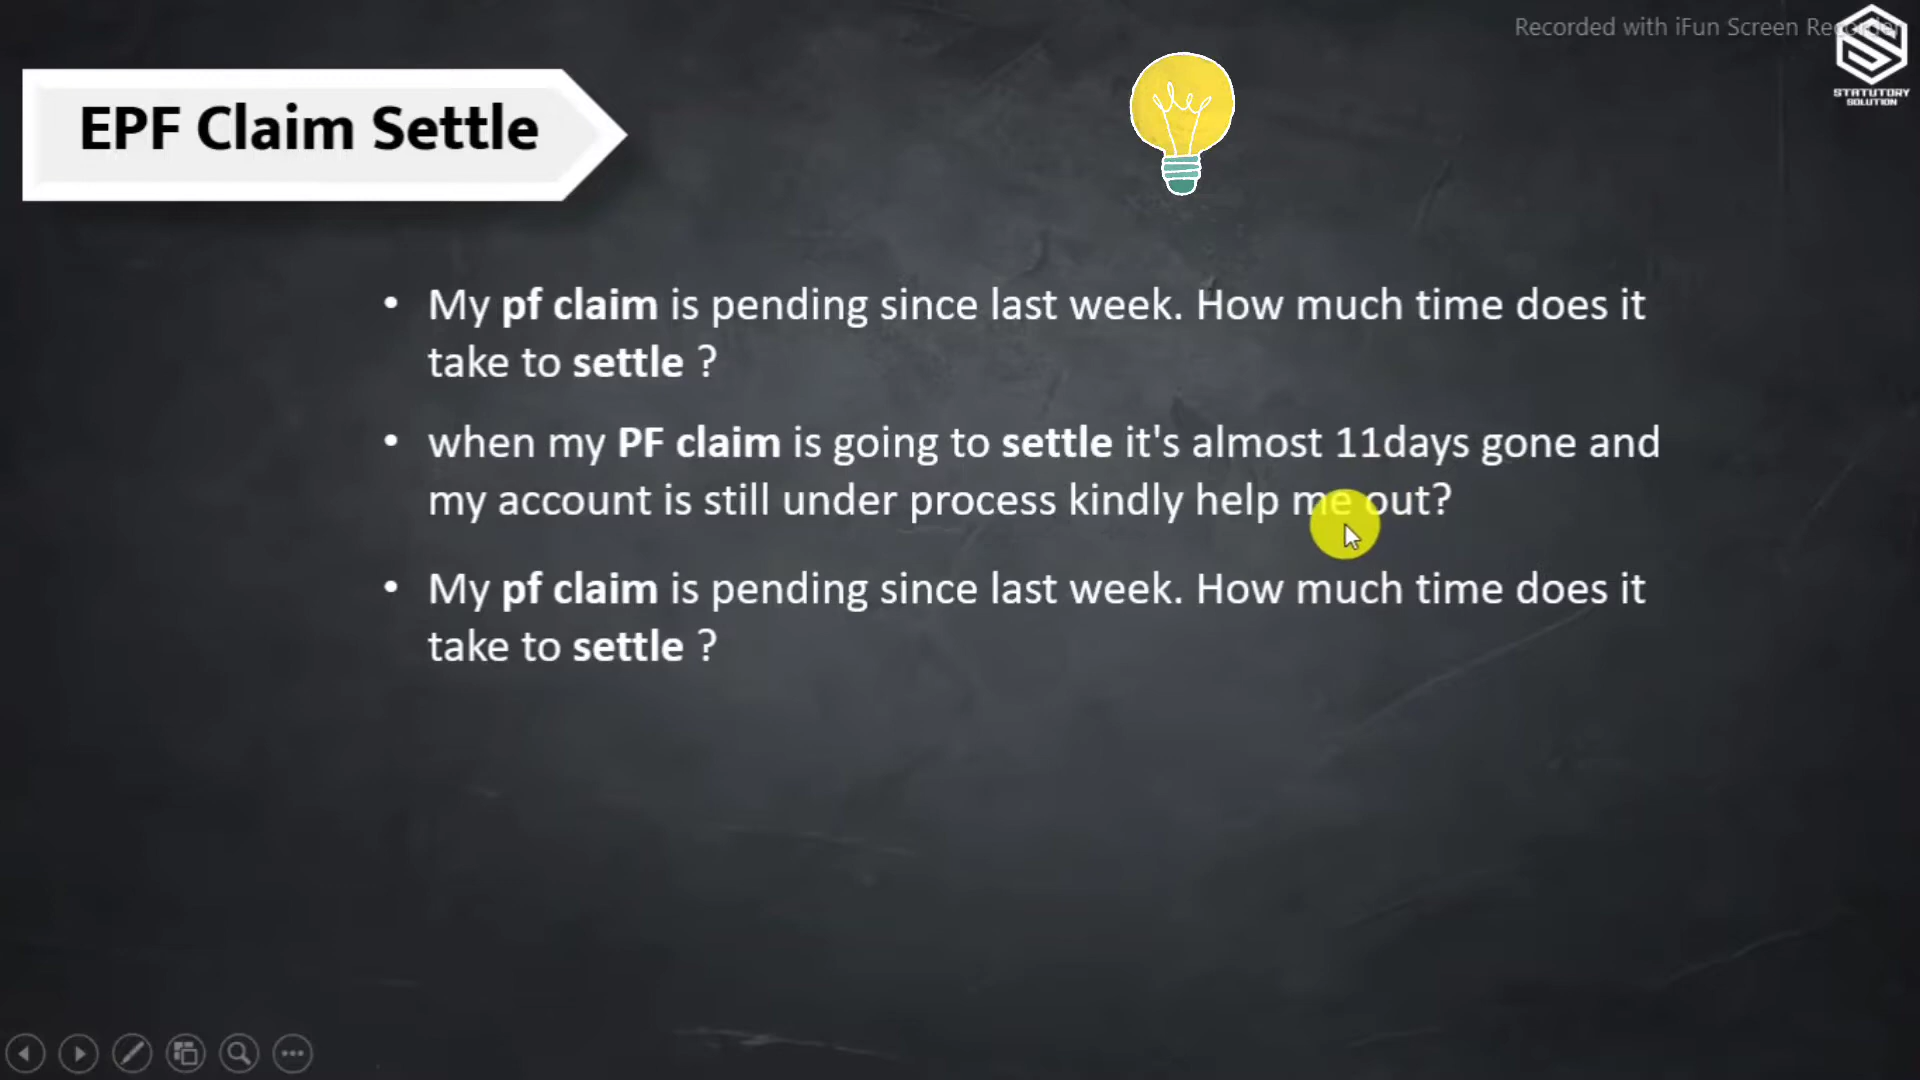 Recorded with iFun Screen Recorder
STATUTORY
SOLUTION
EPF Claim Settle
• My pf claim is pending since last week. How much time does it
take to settle ?
• when my PF claim is going to settle it's almost 11days gone and
my account is still under process kindly help me out?
• My pf claim is pending since last week. How much time does it
take to settle ?